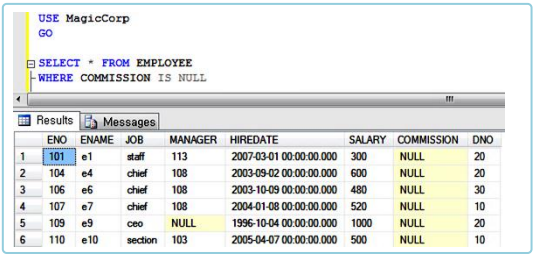 USE MagicCorp
GO
SELECT * FROM EMPLOYEE
WHERE COMMISSION IS NULL
Results Messages
ENO ENAME JOB MANAGER HIREDATE SALARY COMMISSION DNO
1 101 e1 staff 113 2007-03-01 00:00:00.000 300 NULL 20
2 104 e4 chief 108 2003-09-02 00:00:00.000 600 NULL 20
3 106 e6 chief 108 2003-10-09 00:00:00.000 480 NULL 30
4 107 e7 chief 108 2004-01-08 00:00:00.000 520 NULL 10
5 109 e9 ceo NULL 1996-10-04 00:00:00.000 1000 NULL 20
6 110 e10 section 103 2005-04-07 00:00:00.000 500 NULL 10